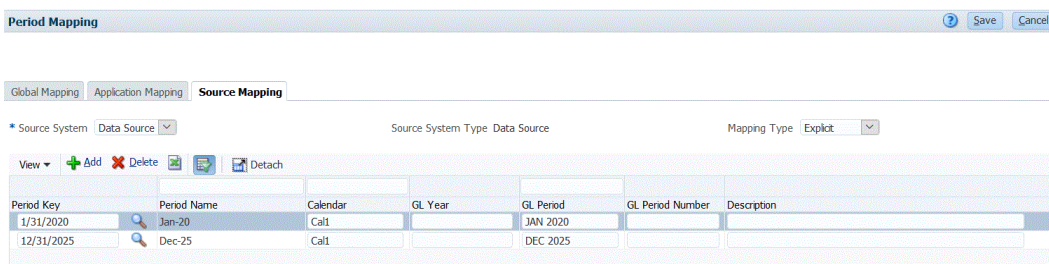 Period Mapping ? Save Cancel
Global Mapping Application Mapping Source Mapping
* Source System Data Source Source System Type Data Source Mapping Type Explicit
View Add Delete Detach
Period Key Period Name Calendar GL Year GL Period GL Period Number Description
1/31/2020 Jan-20 Cal1 JAN 2020
12/31/2025 Dec-25 Cal1 DEC 2025